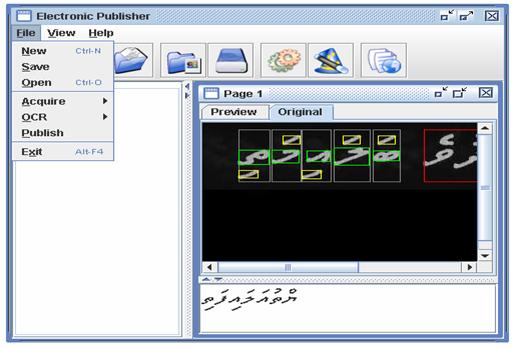 Electronic Publisher
File View Help
New Ctrl-N
Save
Open Ctrl-O
Acquire
OCR
Publish
Exit Alt-F4
Page 1
Preview Original